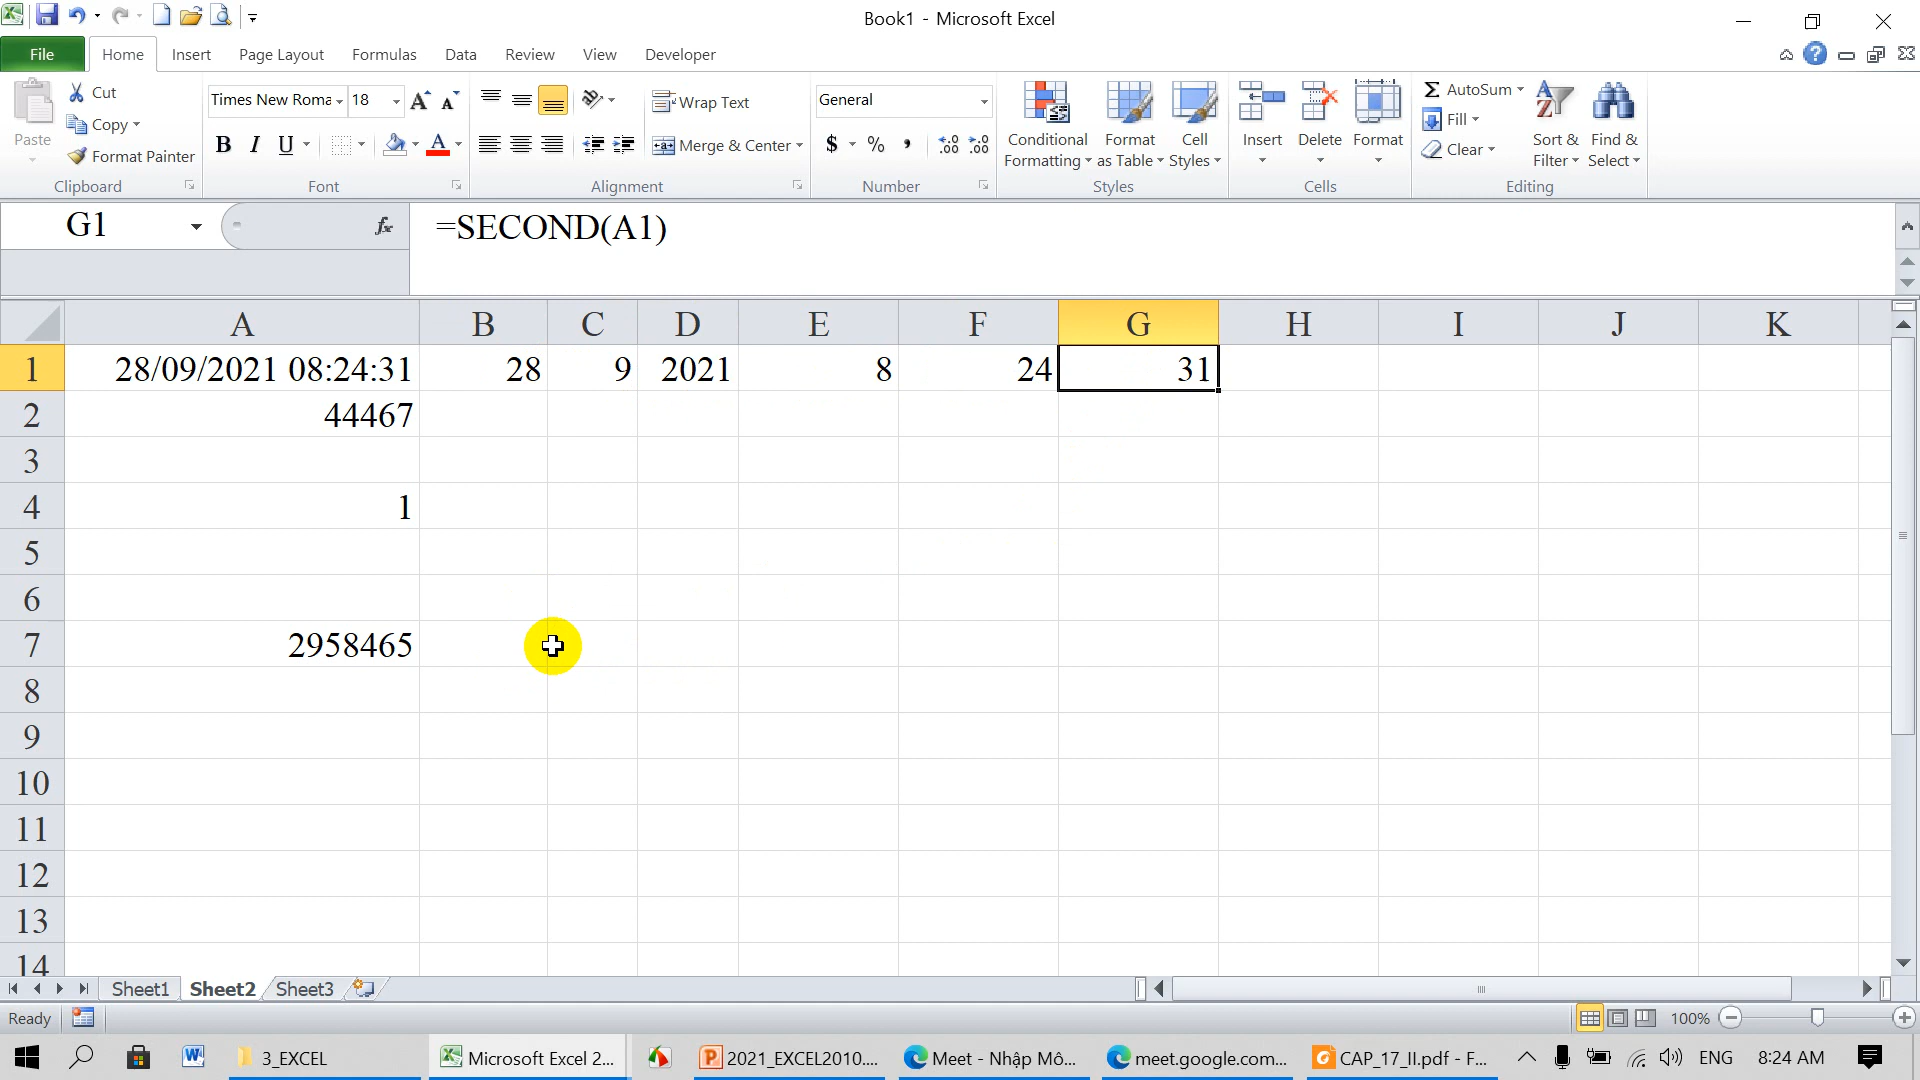 Book1 - Microsoft Excel
File Home Insert Page Layout Formulas Data Review View Developer
Paste
Cut
Copy
Format Painter
Clipboard
Times New Roma 18
B I U
Font
Wrap Text
Merge & Center
Alignment
General
$ % ,
Number
Conditional Formatting
Format as Table
Cell Styles
Styles
Insert Delete Format
Cells
AutoSum
Fill
Clear
Sort & Filter
Find & Select
Editing
G1 fx =SECOND(A1)
A B C D E F G H I J K
1 28/09/2021 08:24:31 28 9 2021 8 24 31
2 44467
3
4 1
5
6
7 2958465
8
9
10
11
12
13
14
Sheet1 Sheet2 Sheet3
Ready 100%
3_EXCEL Microsoft Excel 2... 2021_EXCEL2010.... Meet - Nhập Mô... meet.google.com... CAP_17_II.pdf - F... ENG 8:24 AM